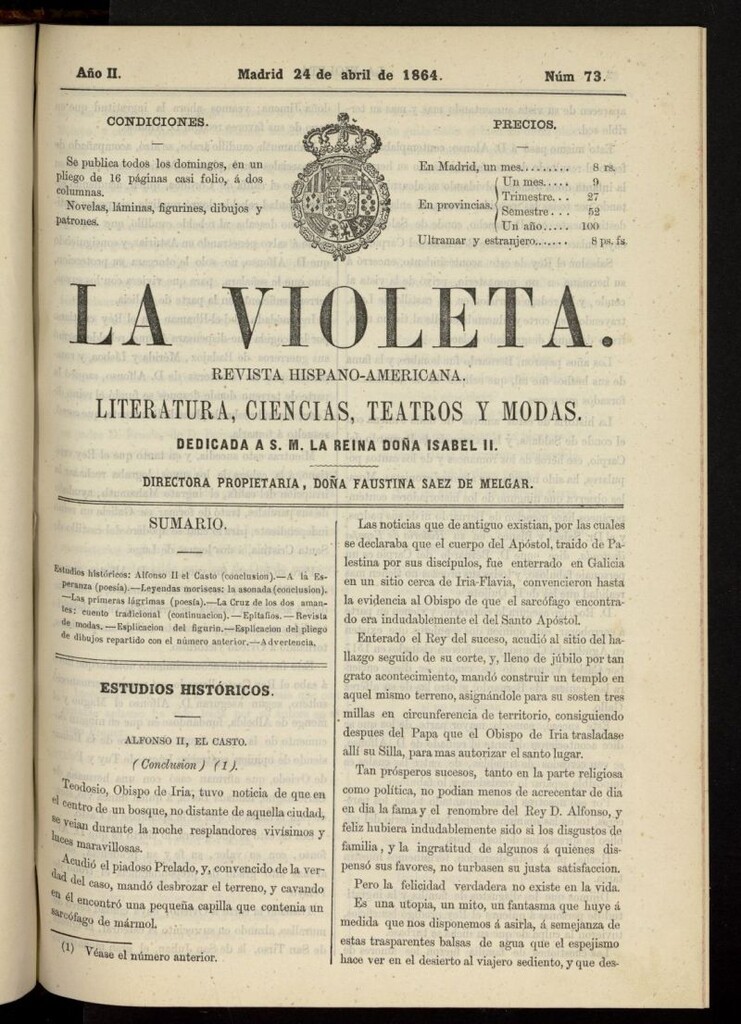 Año II.
Madrid 24 de abril de 1864.
Núm 73.
CONDICIONES.
Se publica todos los domingos, en un
pliego de 16 páginas casi folio, á dos
columnas.
Novelas, láminas, figurines, dibujos y
patrones.
PRECIOS.
En Madrid, un mes......... 8 rs.
En provincias.
Un mes..... 9
Trimestre... 27
Semestre... 52
Un año..... 100
Ultramar y estranjero...... 8 ps. fs
LA VIOLETA.
REVISTA HISPANO-AMERICANA.
LITERATURA, CIENCIAS, TEATROS Y MODAS.
DEDICADA A S. M. LA REINA DOÑA ISABEL II.
DIRECTORA PROPIETARIA, DOÑA FAUSTINA SAEZ DE MELGAR.
SUMARIO.
Estudios históricos: Alfonso II el Casto (conclusion).—A la Es-
peranza (poesía).—Leyendas moriscas: la asonada (conclusion).
—Las primeras lágrimas (poesía).—La Cruz de los dos aman-
tes: cuento tradicional (continuacion).—Epitafios.—Revista
de modas.—Esplicacion del figurin.—Esplicacion del pliego
de dibujos repartido con el número anterior.—Advertencia.
ESTUDIOS HISTÓRICOS.
ALFONSO II, EL CASTO.
(Conclusion) (1).
Teodosio, Obispo de Iria, tuvo noticia de que en
el centro de un bosque, no distante de aquella ciudad,
se veian durante la noche resplandores vivísimos y
luces maravillosas.
Acudió el piadoso Prelado, y, convencido de la ver-
dad del caso, mandó desbrozar el terreno, y cavando
en él encontró una pequeña capilla que contenia un
sarcófago de mármol.
(1) Véase el número anterior.
Las noticias que de antiguo existian, por las cuales
se declaraba que el cuerpo del Apóstol, traido de Pa-
lestina por sus discípulos, fue enterrado en Galicia
en un sitio cerca de Iria-Flavia, convencieron hasta
la evidencia al Obispo de que el sarcófago encontra-
do era indudablemente el del Santo Apóstol.
Enterado el Rey del suceso, acudió al sitio del ha-
llazgo seguido de su corte, y, lleno de júbilo por tan
grato acontecimiento, mandó construir un templo en
aquel mismo terreno, asignándole para su sosten tres
millas en circunferencia de territorio, consiguiendo
despues del Papa que el Obispo de Iria trasladase
allí su Silla, para mas autorizar el santo lugar.
Tan prósperos sucesos, tanto en la parte religiosa
como política, no podian menos de acrecentar de dia
en dia la fama y el renombre del Rey D. Alfonso, y
feliz hubiera indudablemente sido si los disgustos de
familia, y la ingratitud de algunos á quienes dis-
pensó sus favores, no turbasen su justa satisfaccion.
Pero la felicidad verdadera no existe en la vida.
Es una utopia, un mito, un fantasma que huye á
medida que nos disponemos á asirla, á semejanza de
estas trasparentes balsas de agua que el espejismo
hace ver en el desierto al viajero sediento, y que des-